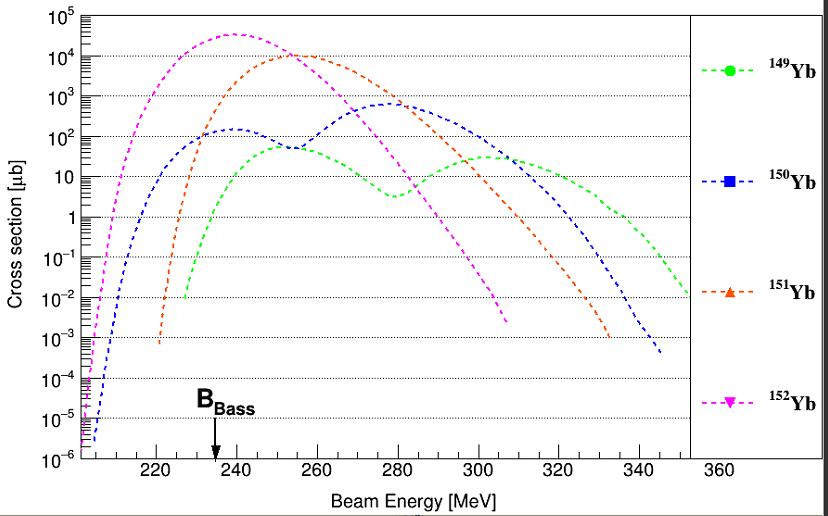 Cross section [µb]
10⁵
10⁴
10³
10²
10
1
10⁻¹
10⁻²
10⁻³
10⁻⁴
10⁻⁵
10⁻⁶
B_Bass
220 240 260 280 300 320 340 360
Beam Energy [MeV]
¹⁴⁹Yb
¹⁵⁰Yb
¹⁵¹Yb
¹⁵²Yb